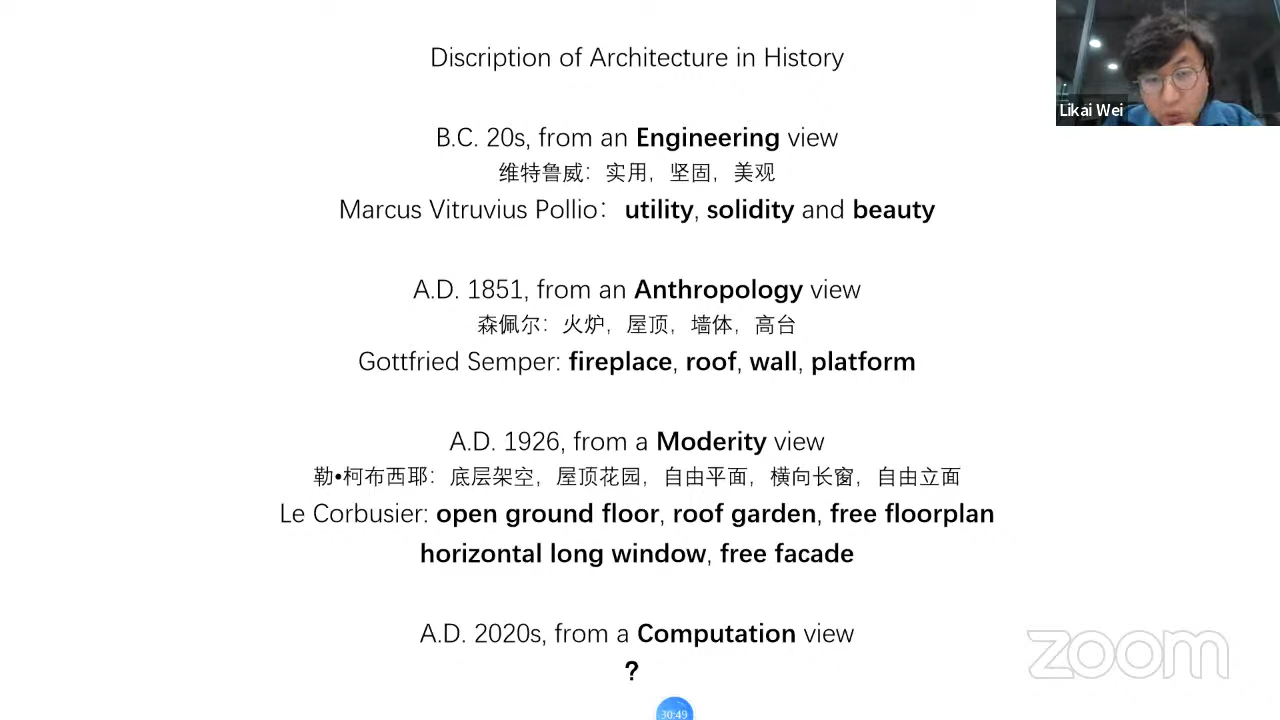 Discription of Architecture in History
Likai Wei
B.C. 20s, from an Engineering view
维特鲁威：实用，坚固，美观
Marcus Vitruvius Pollio：utility, solidity and beauty
A.D. 1851, from an Anthropology view
森佩尔：火炉，屋顶，墙体，高台
Gottfried Semper: fireplace, roof, wall, platform
A.D. 1926, from a Moderity view
勒•柯布西耶：底层架空，屋顶花园，自由平面，横向长窗，自由立面
Le Corbusier: open ground floor, roof garden, free floorplan
horizontal long window, free facade
A.D. 2020s, from a Computation view
?
zoom
30:49